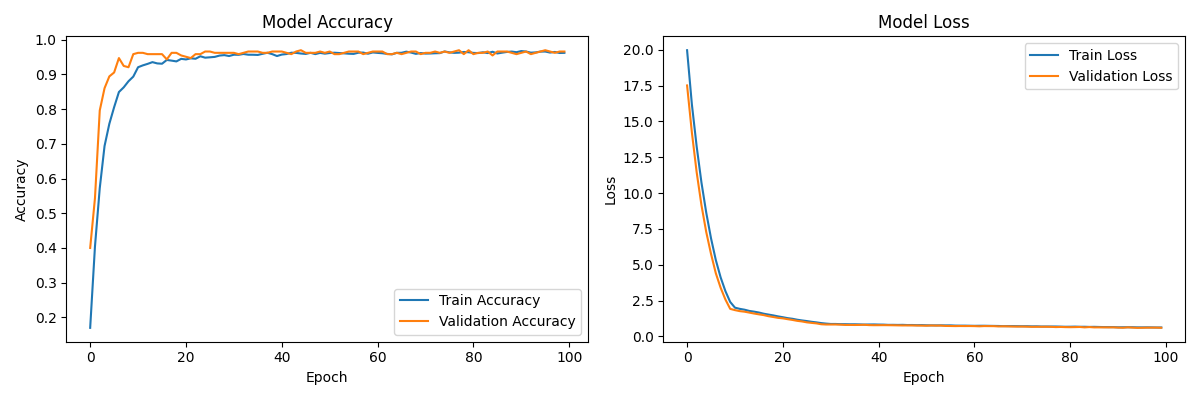 Model Accuracy
1.0
0.9
0.8
0.7
0.6
0.5
0.4
0.3
0.2
Accuracy
0 20 40 60 80 100
Epoch
Train Accuracy
Validation Accuracy
Model Loss
20.0
17.5
15.0
12.5
10.0
7.5
5.0
2.5
0.0
Loss
0 20 40 60 80 100
Epoch
Train Loss
Validation Loss